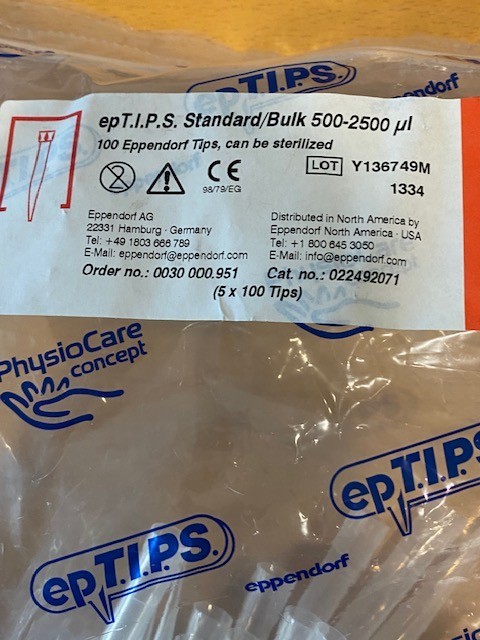 epT.I.P.S.
eppendorf
epT.I.P.S. Standard/Bulk 500-2500 µl
100 Eppendorf Tips, can be sterilized
2
CE
98/79/EG
LOT Y136749M
1334
Eppendorf AG
22331 Hamburg · Germany
Tel: +49 1803 666 789
E-Mail: eppendorf@eppendorf.com
Distributed in North America by
Eppendorf North America · USA
Tel.: +1 800 645 3050
E-Mail: info@eppendorf.com
Order no.: 0030 000.951
Cat. no.: 022492071
(5 x 100 Tips)
PhysioCare
concept
epT.I.P.S
epT.I.P.S.
eppendorf